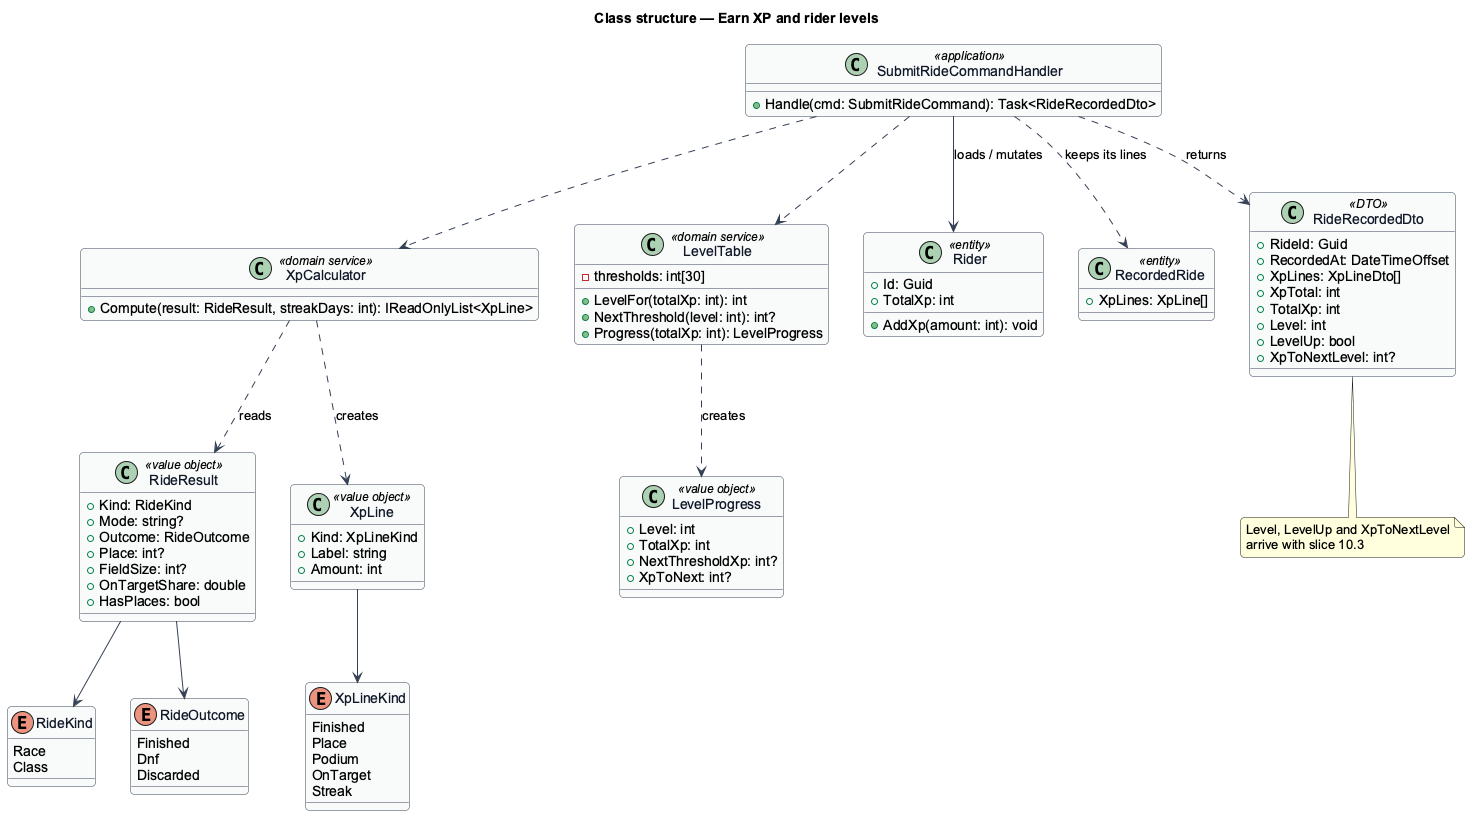 Class structure — Earn XP and rider levels
«application»
C SubmitRideCommandHandler
Handle(cmd: SubmitRideCommand): Task<RideRecordedDto>
loads / mutates
keeps its lines
returns
«domain service»
C XpCalculator
Compute(result: RideResult, streakDays: int): IReadOnlyList<XpLine>
«domain service»
C LevelTable
thresholds: int[30]
LevelFor(totalXp: int): int
NextThreshold(level: int): int?
Progress(totalXp: int): LevelProgress
«entity»
C Rider
Id: Guid
TotalXp: int
AddXp(amount: int): void
«entity»
C RecordedRide
XpLines: XpLine[]
«DTO»
C RideRecordedDto
RideId: Guid
RecordedAt: DateTimeOffset
XpLines: XpLineDto[]
XpTotal: int
TotalXp: int
Level: int
LevelUp: bool
XpToNextLevel: int?
reads
creates
creates
«value object»
C RideResult
Kind: RideKind
Mode: string?
Outcome: RideOutcome
Place: int?
FieldSize: int?
OnTargetShare: double
HasPlaces: bool
«value object»
C XpLine
Kind: XpLineKind
Label: string
Amount: int
«value object»
C LevelProgress
Level: int
TotalXp: int
NextThresholdXp: int?
XpToNext: int?
Level, LevelUp and XpToNextLevel
arrive with slice 10.3
E RideKind
Race
Class
E RideOutcome
Finished
Dnf
Discarded
E XpLineKind
Finished
Place
Podium
OnTarget
Streak